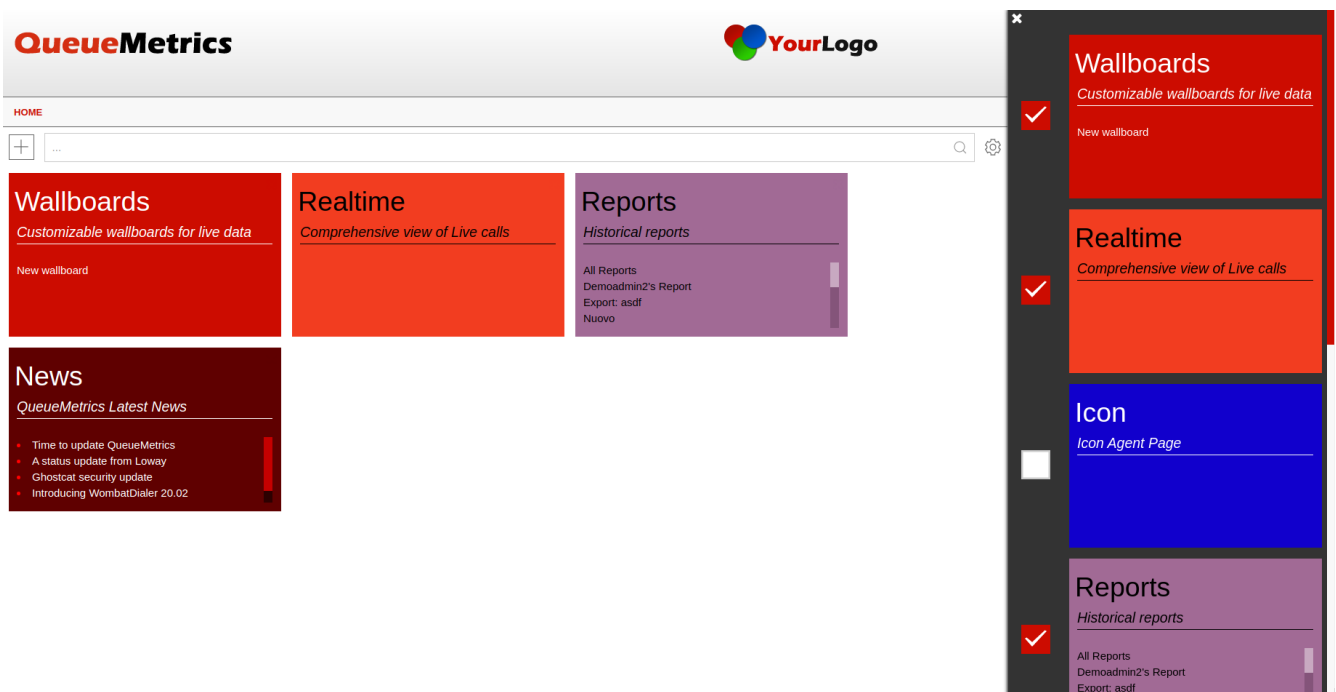 QueueMetrics
YourLogo
HOME
...
Wallboards
Customizable wallboards for live data
New wallboard
Realtime
Comprehensive view of Live calls
Reports
Historical reports
All Reports
Demoadmin2's Report
Export: asdf
Nuovo
News
QueueMetrics Latest News
Time to update QueueMetrics
A status update from Loway
Ghostcat security update
Introducing WombatDialer 20.02
Wallboards
Customizable wallboards for live data
New wallboard
Realtime
Comprehensive view of Live calls
Icon
Icon Agent Page
Reports
Historical reports
All Reports
Demoadmin2's Report
Export: asdf